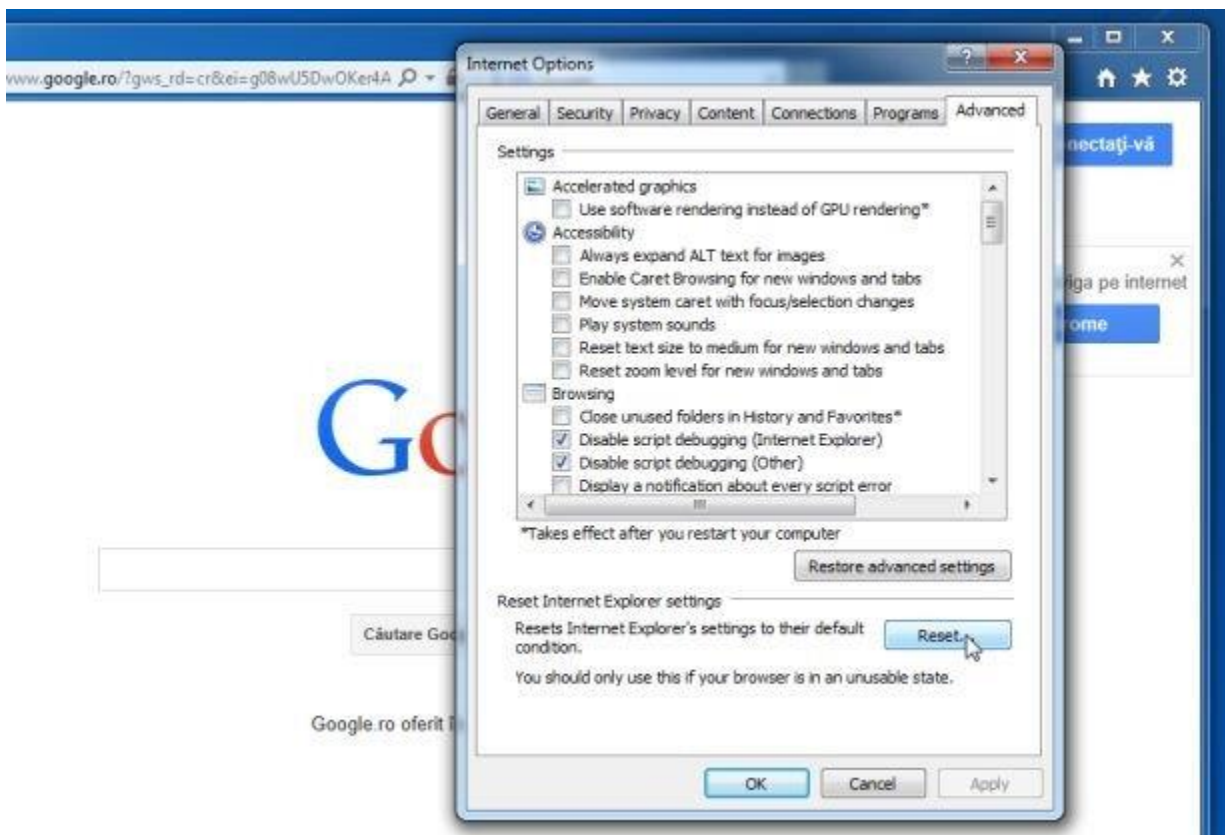 www.google.ro/?gws_rd=cr&ei=g08wU5DwOKer4A
Internet Options
General Security Privacy Content Connections Programs Advanced
Settings
Accelerated graphics
Use software rendering instead of GPU rendering*
Accessibility
Always expand ALT text for images
Enable Caret Browsing for new windows and tabs
Move system caret with focus/selection changes
Play system sounds
Reset text size to medium for new windows and tabs
Reset zoom level for new windows and tabs
Browsing
Close unused folders in History and Favorites*
Disable script debugging (Internet Explorer)
Disable script debugging (Other)
Display a notification about every script error
*Takes effect after you restart your computer
Restore advanced settings
Reset Internet Explorer settings
Resets Internet Explorer's settings to their default
condition.
Reset...
You should only use this if your browser is in an unusable state.
OK Cancel Apply
nectați-vă
iga pe internet
rome
Go
Căutare Goo
Google.ro oferit î